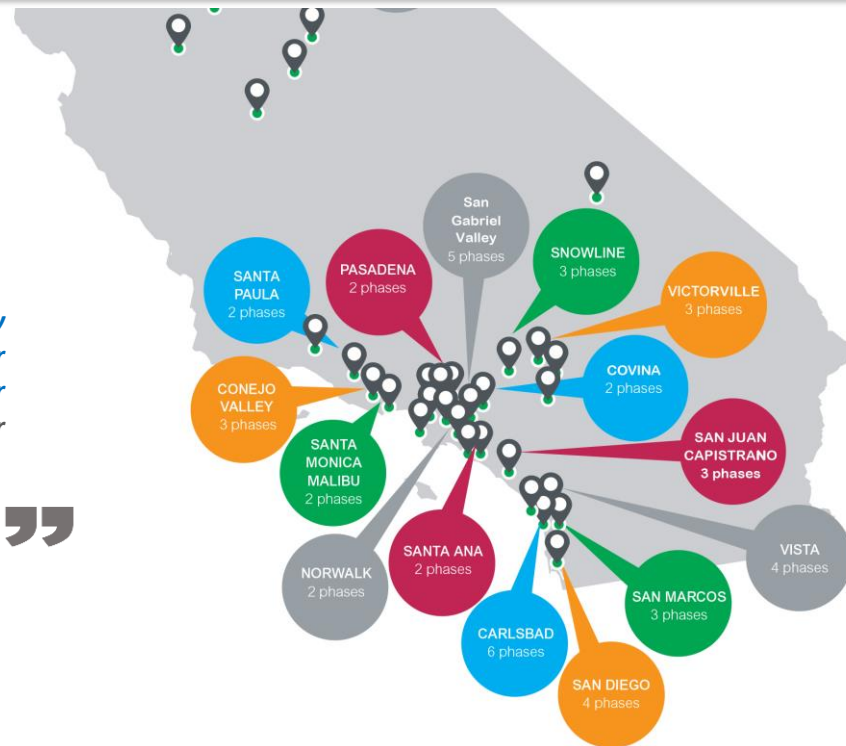 San
Gabriel
Valley
5 phases
SNOWLINE
3 phases
PASADENA
2 phases
SANTA
PAULA
2 phases
VICTORVILLE
3 phases
COVINA
2 phases
CONEJO
VALLEY
3 phases
SAN JUAN
CAPISTRANO
3 phases
SANTA
MONICA
MALIBU
2 phases
SANTA ANA
2 phases
VISTA
4 phases
NORWALK
2 phases
SAN MARCOS
3 phases
CARLSBAD
6 phases
SAN DIEGO
4 phases
”